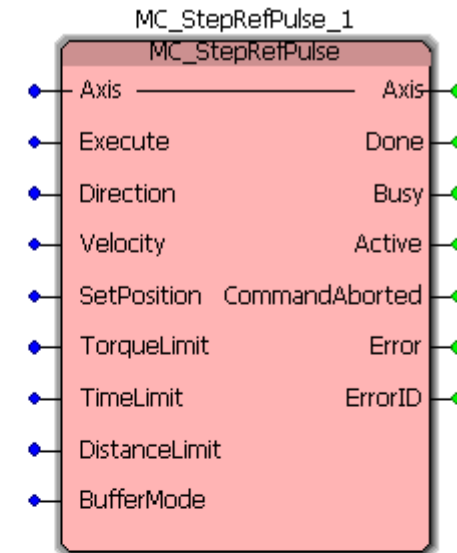 MC_StepRefPulse_1
MC_StepRefPulse
Axis Axis
Execute Done
Direction Busy
Velocity Active
SetPosition CommandAborted
TorqueLimit Error
TimeLimit ErrorID
DistanceLimit
BufferMode